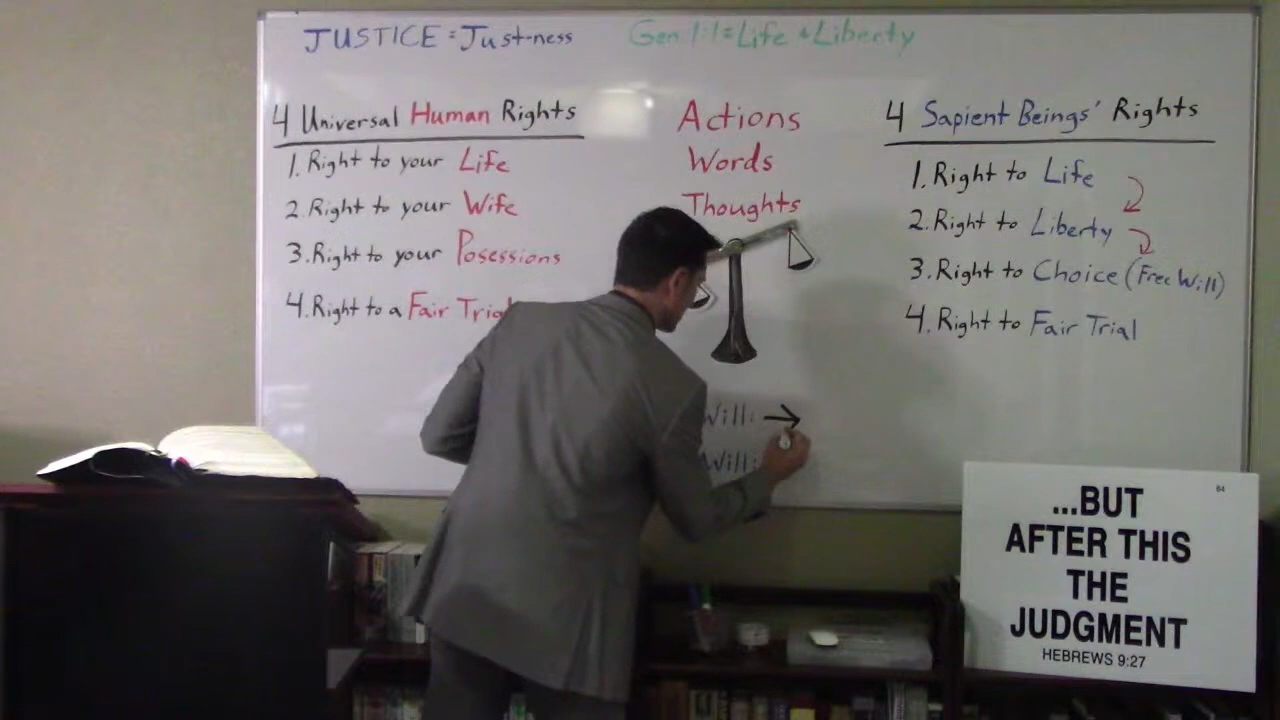 JUSTICE = Just-ness
Gen 1:1 = Life & Liberty
4 Universal Human Rights
1. Right to your Life
2. Right to your Wife
3. Right to your Posessions
4. Right to a Fair Trial
Actions
Words
Thoughts
Will: →
Will:
4 Sapient Beings' Rights
1. Right to Life
2. Right to Liberty
3. Right to Choice (Free Will)
4. Right to Fair Trial
64
...BUT
AFTER THIS
THE
JUDGMENT
HEBREWS 9:27